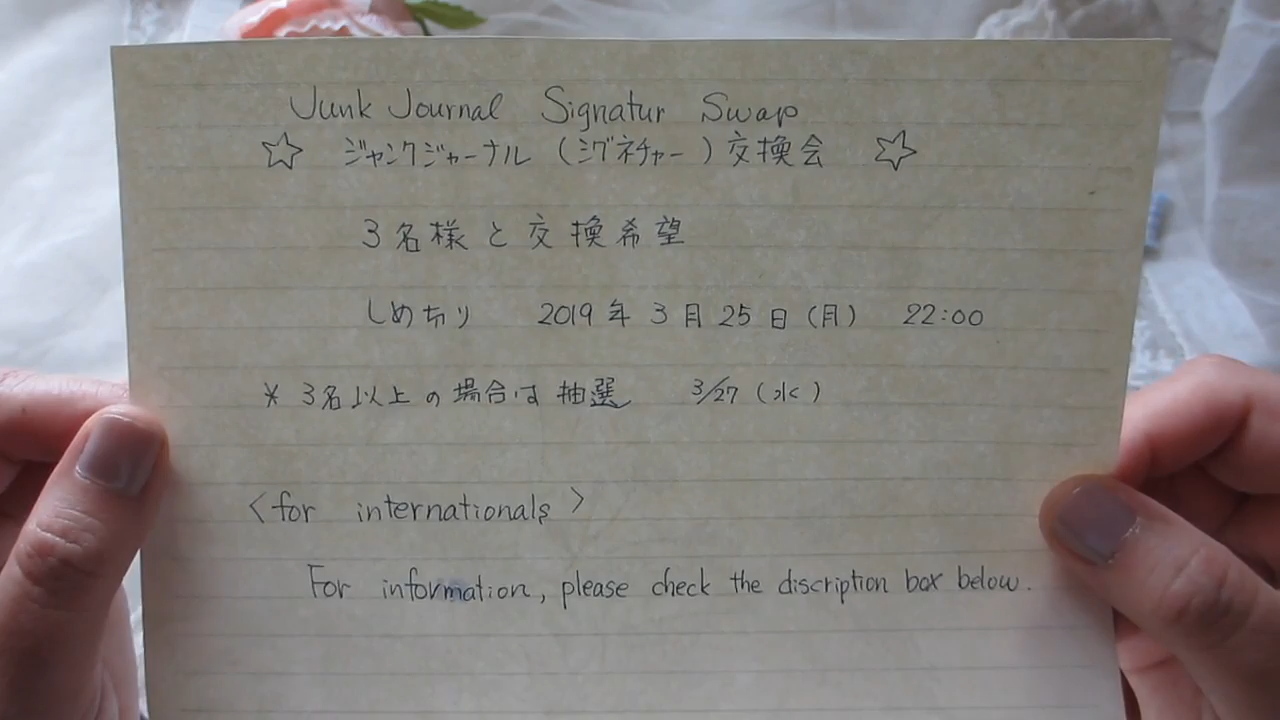 Junk Journal Signatur Swap
☆ ジャンクジャーナル (シグネチャー) 交換会 ☆
3名様と交換希望
しめ切り 2019年3月25日(月) 22:00
* 3名以上の場合は抽選 3/27(水)
<for internationals>
For information, please check the discription box below.